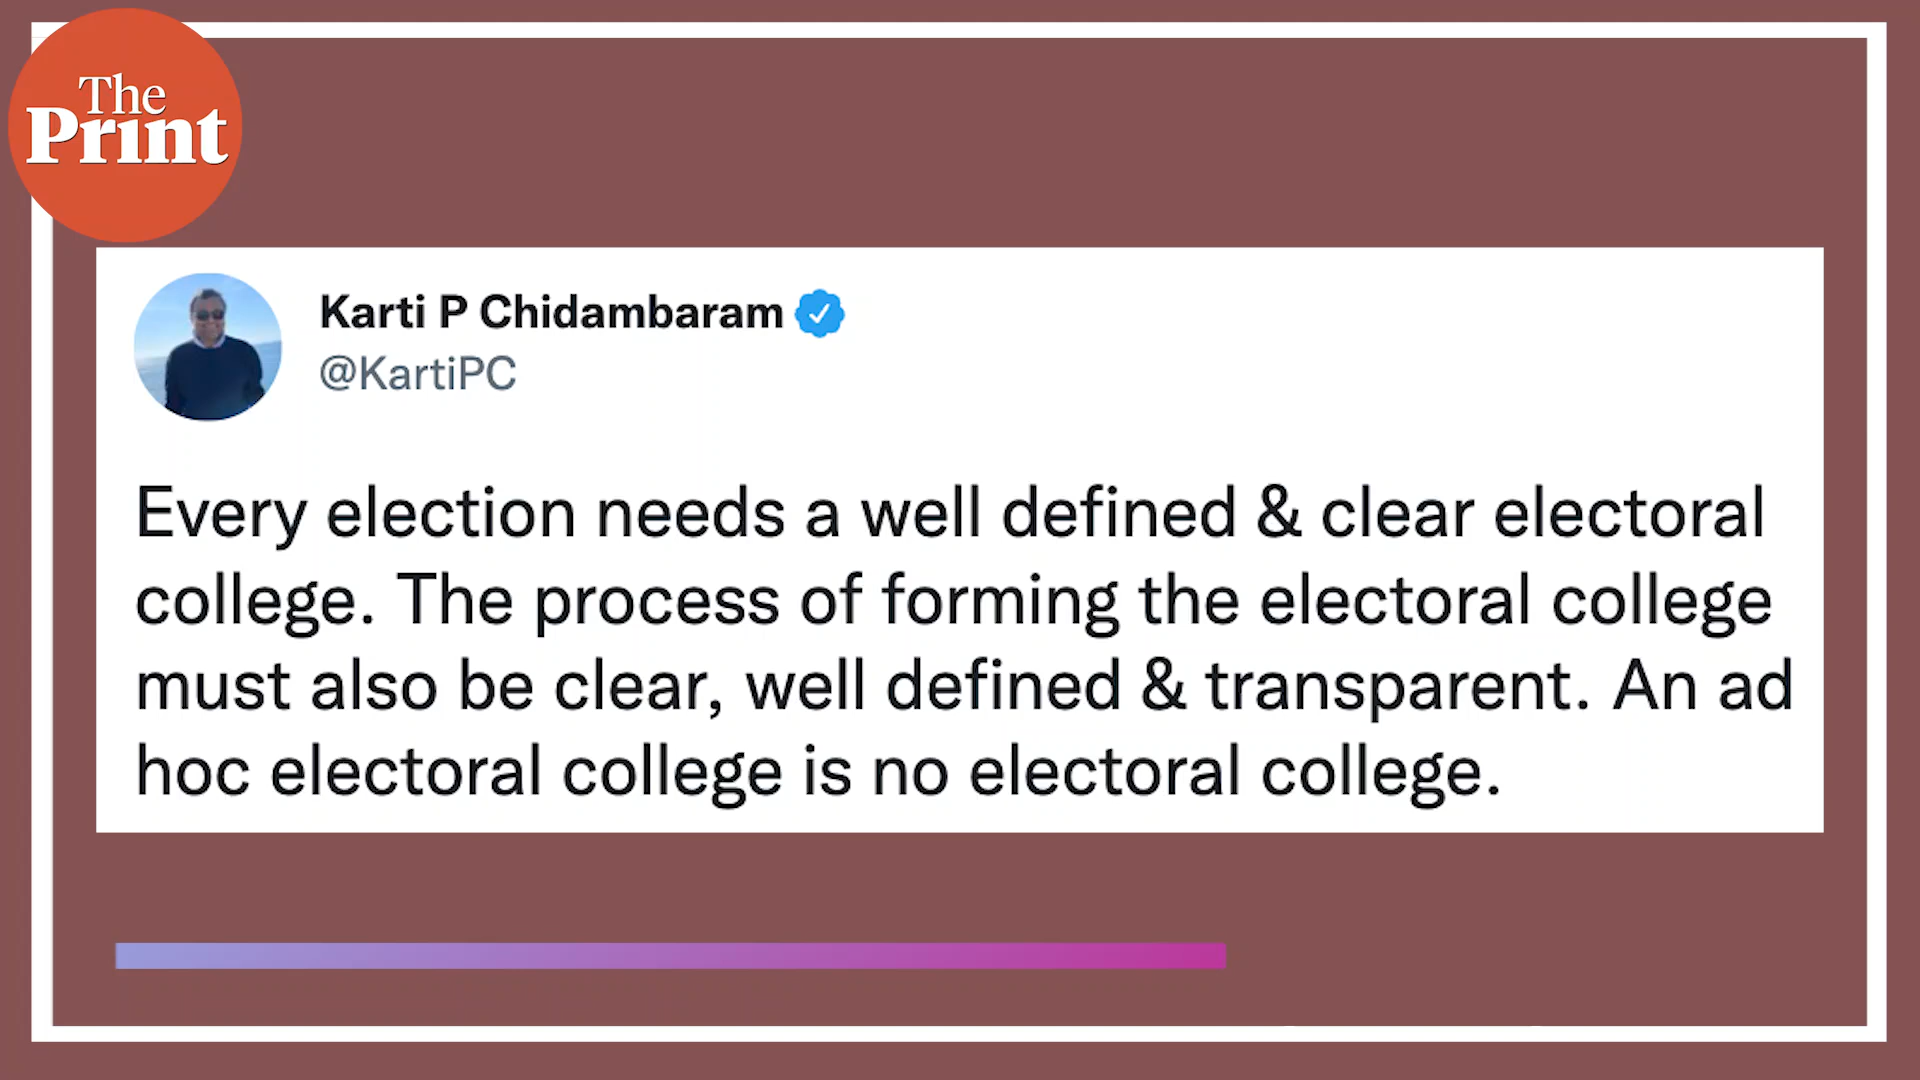 The
Print
Karti P Chidambaram
@KartiPC
Every election needs a well defined & clear electoral
college. The process of forming the electoral college
must also be clear, well defined & transparent. An ad
hoc electoral college is no electoral college.